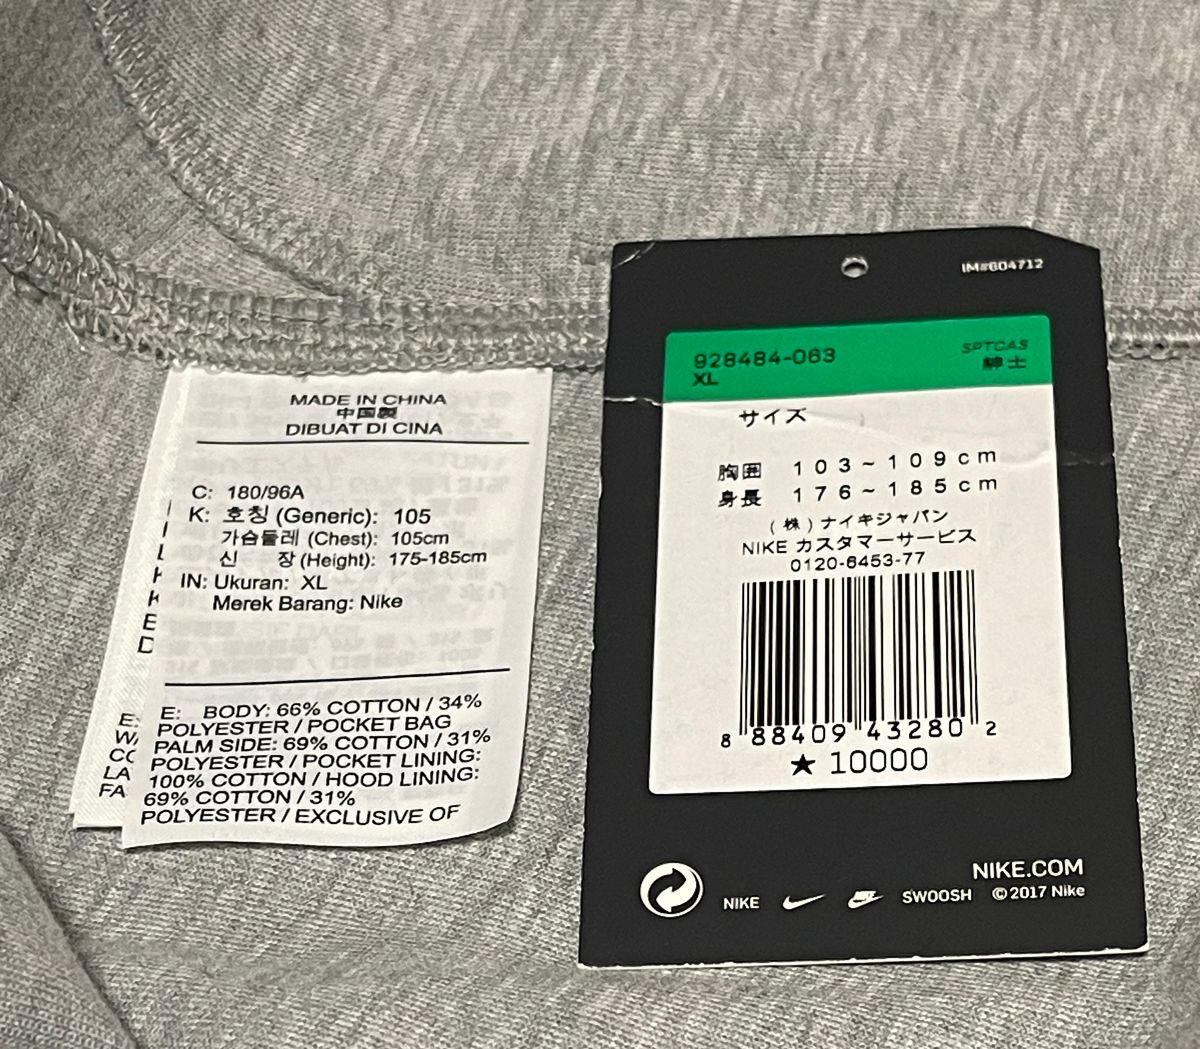 MADE IN CHINA
中国製
DIBUAT DI CINA
C: 180/96A
K: 호칭 (Generic): 105
가슴둘레 (Chest): 105cm
신 장 (Height): 175-185cm
IN: Ukuran: XL
Merek Barang: Nike
E: BODY: 66% COTTON / 34%
POLYESTER / POCKET BAG
PALM SIDE: 69% COTTON / 31%
POLYESTER / POCKET LINING:
100% COTTON / HOOD LINING:
69% COTTON / 31%
POLYESTER / EXCLUSIVE OF
E:
CO
LA
FA
IM#604712
928484-063
XL
SPTCAS
紳士
サイズ
胸囲 103~109cm
身長 176~185cm
(株)ナイキジャパン
NIKE カスタマーサービス
0120-6453-77
8 88409 43280 2
★ 10000
NIKE.COM
NIKE SWOOSH ©2017 Nike